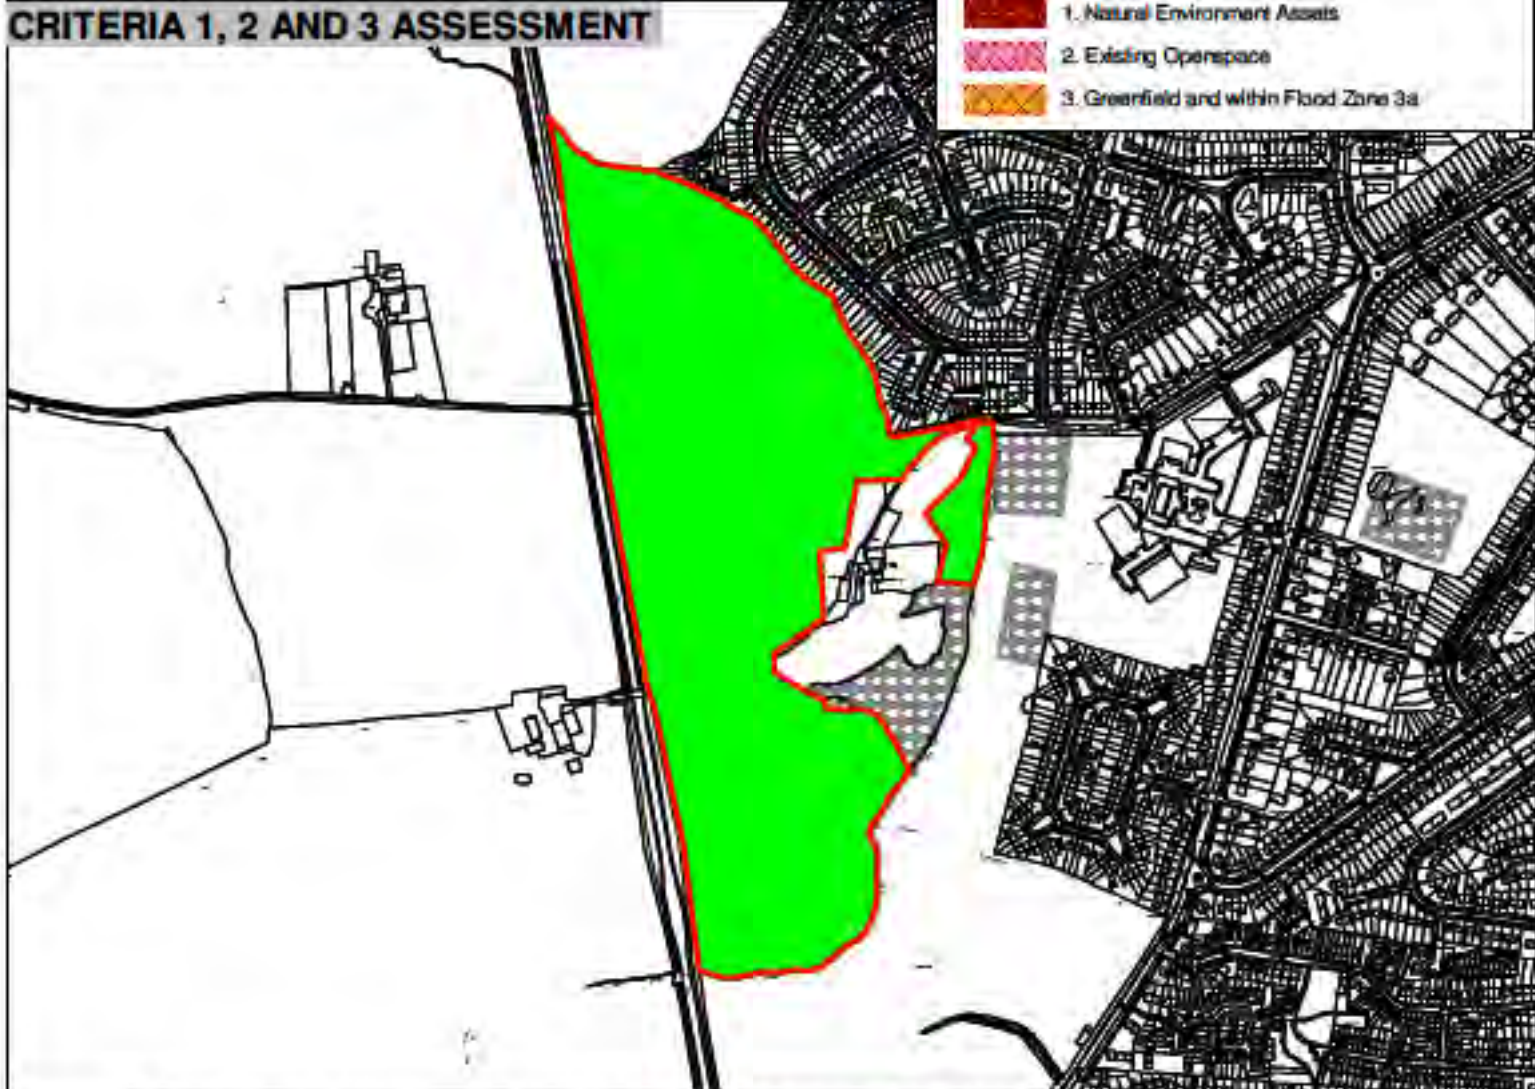 CRITERIA 1, 2 AND 3 ASSESSMENT
1. Natural Environment Assets
2. Existing Openspace
3. Greenfield and within Flood Zone 3a